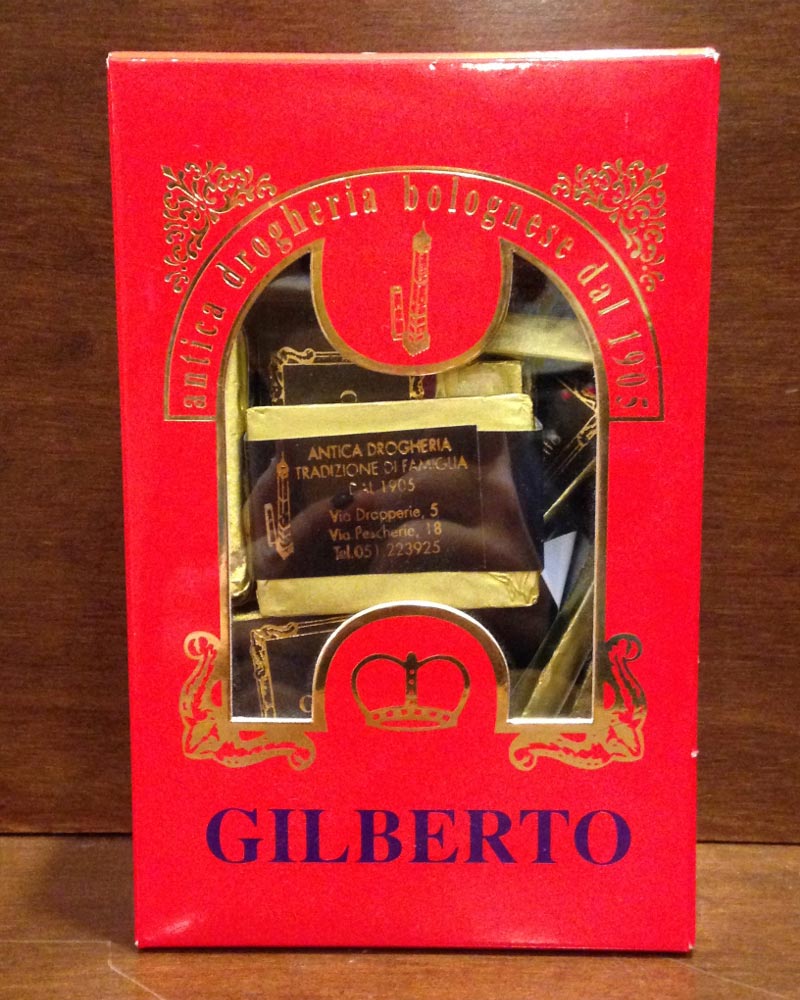 antica drogheria bolognese dal 1905
ANTICA DROGHERIA
TRADIZIONE DI FAMIGLIA
DAL 1905
Via Drapperie, 5
Via Pescherie, 18
Tel.051 223925
GILBERTO